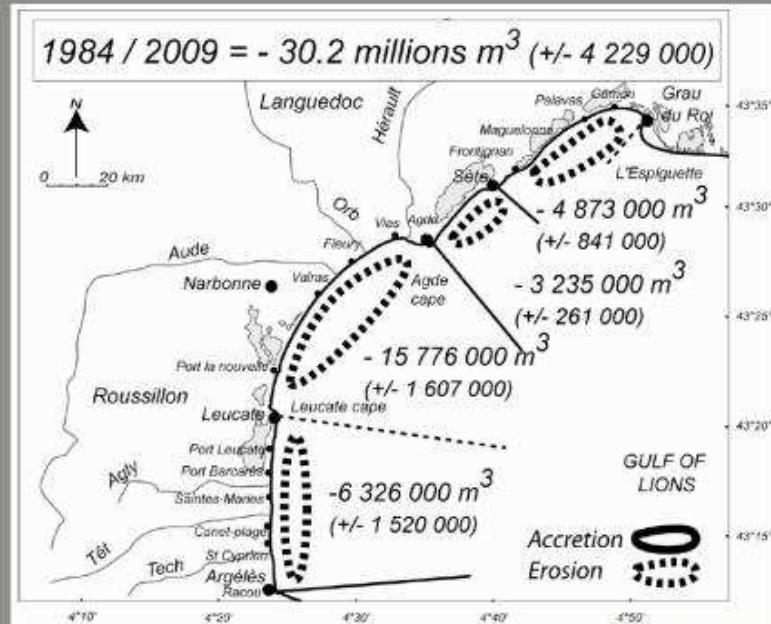 1984 / 2009 = - 30.2 millions m³ (+/- 4 229 000)
Languedoc
Hérault
Palavas
Grau
du Roi
43°35'
N
Maguelonne
Frontignan
0 20 km
Sète
L'Espiguette
43°30'
Orb
- 4 873 000 m³
(+/- 841 000)
Vias
Agde
Fleury
Aude
Narbonne
Valras
Agde
cape
- 3 235 000 m³
(+/- 261 000)
43°25'
- 15 776 000 m³
(+/- 1 607 000)
Port la nouvelle
Roussillon
Leucate
Leucate cape
43°20'
Port Leucate
Agly
Port Barcarès
Saintes-Maries
-6 326 000 m³
(+/- 1 520 000)
GULF OF
LIONS
Canet-plage
Têt
St Cyprien
Tech
Argélès
Racou
Accretion
Erosion
43°15'
4°10'
4°20'
4°30'
4°40'
4°50'